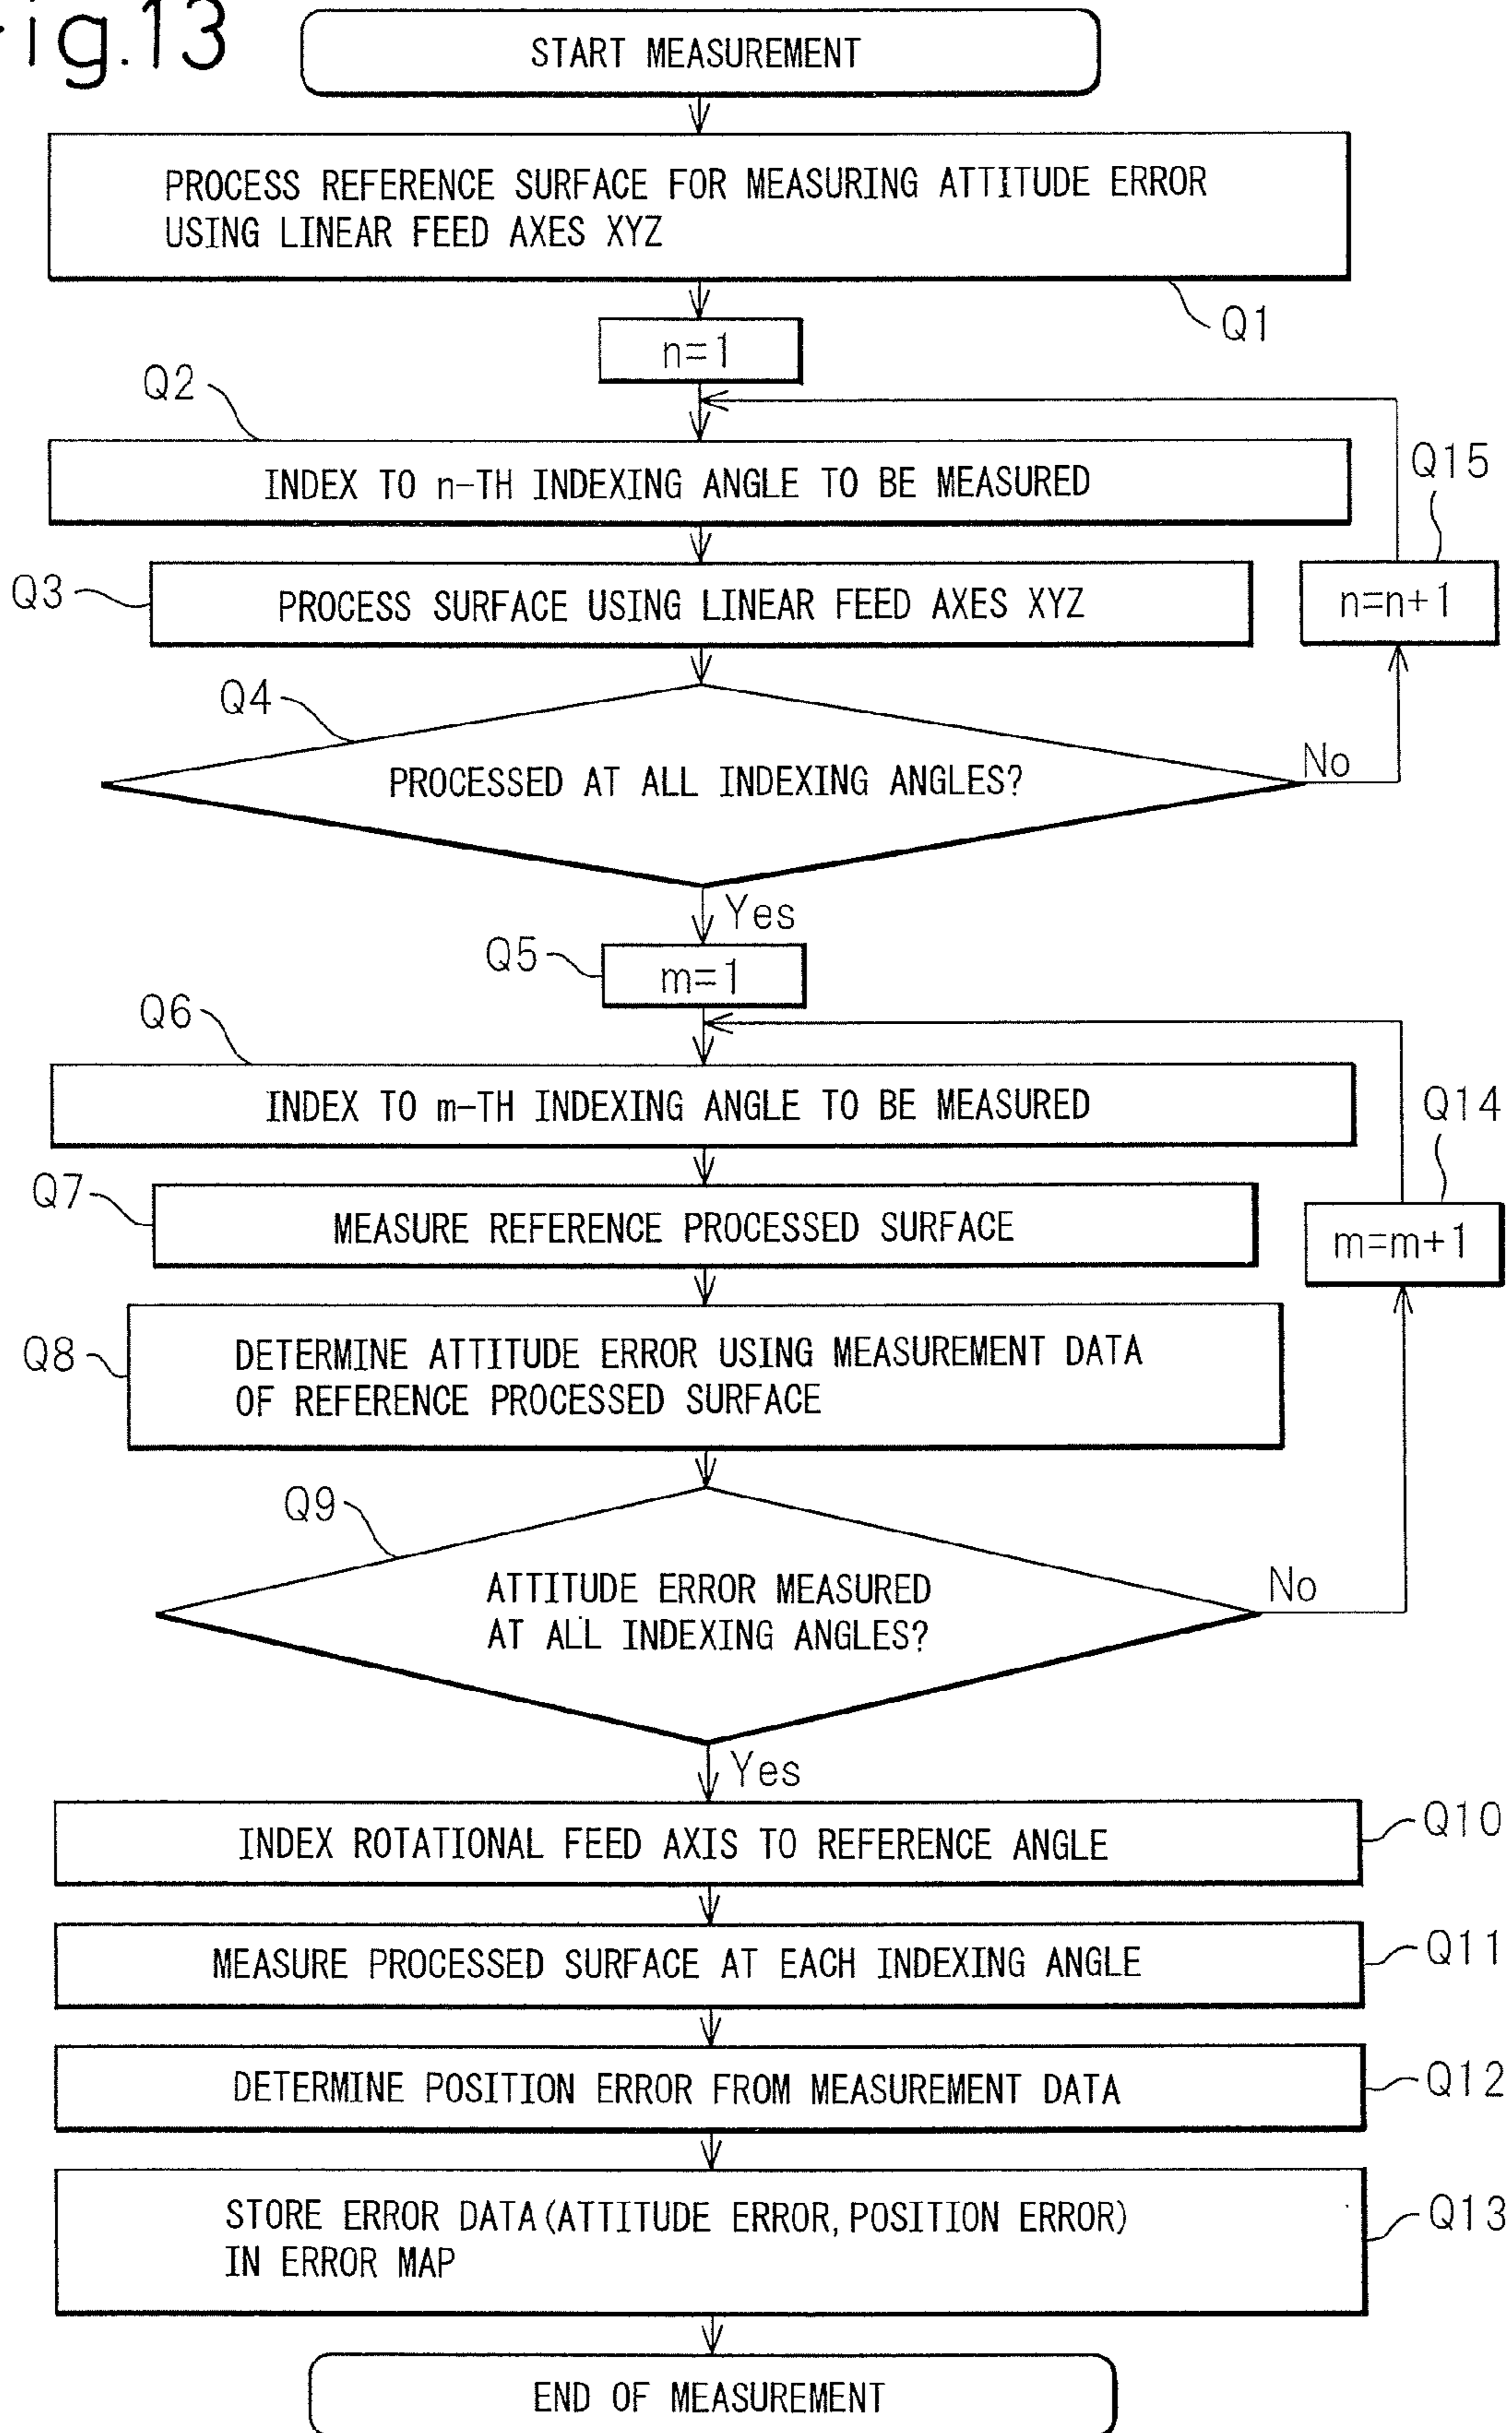 Fig.13
START MEASUREMENT
PROCESS REFERENCE SURFACE FOR MEASURING ATTITUDE ERROR
USING LINEAR FEED AXES XYZ
Q1
n=1
Q2
INDEX TO n-TH INDEXING ANGLE TO BE MEASURED
Q15
Q3
PROCESS SURFACE USING LINEAR FEED AXES XYZ
n=n+1
Q4
PROCESSED AT ALL INDEXING ANGLES?
No
Yes
Q5
m=1
Q6
INDEX TO m-TH INDEXING ANGLE TO BE MEASURED
Q14
Q7
MEASURE REFERENCE PROCESSED SURFACE
m=m+1
Q8
DETERMINE ATTITUDE ERROR USING MEASUREMENT DATA
OF REFERENCE PROCESSED SURFACE
Q9
ATTITUDE ERROR MEASURED
AT ALL INDEXING ANGLES?
No
Yes
INDEX ROTATIONAL FEED AXIS TO REFERENCE ANGLE
Q10
MEASURE PROCESSED SURFACE AT EACH INDEXING ANGLE
Q11
DETERMINE POSITION ERROR FROM MEASUREMENT DATA
Q12
STORE ERROR DATA(ATTITUDE ERROR,POSITION ERROR)
IN ERROR MAP
Q13
END OF MEASUREMENT